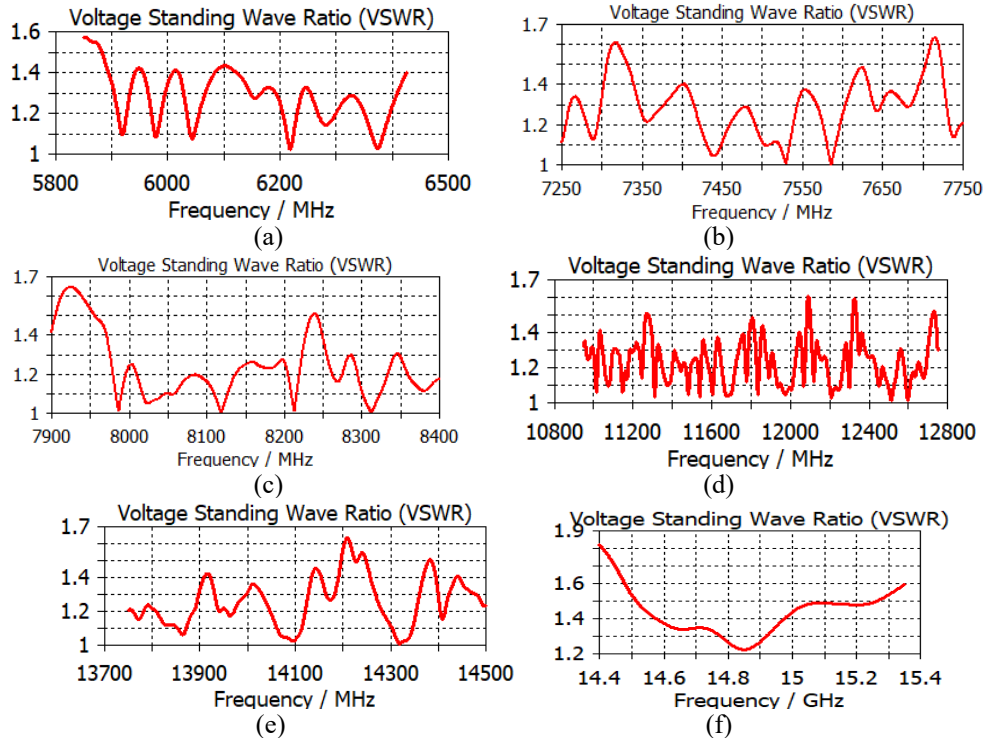 Voltage Standing Wave Ratio (VSWR)
1.6
1.4
1.2
1
5800 6000 6200 6500
Frequency / MHz
(a)
Voltage Standing Wave Ratio (VSWR)
1.7
1.4
1.2
1
7250 7350 7450 7550 7650 7750
Frequency / MHz
(b)
Voltage Standing Wave Ratio (VSWR)
1.7
1.4
1.2
1
7900 8000 8100 8200 8300 8400
Frequency / MHz
(c)
Voltage Standing Wave Ratio (VSWR)
1.7
1.4
1.2
1
10800 11200 11600 12000 12400 12800
Frequency / MHz
(d)
Voltage Standing Wave Ratio (VSWR)
1.7
1.4
1.2
1
13700 13900 14100 14300 14500
Frequency / MHz
(e)
Voltage Standing Wave Ratio (VSWR)
1.9
1.6
1.4
1.2
14.4 14.6 14.8 15 15.2 15.4
Frequency / GHz
(f)